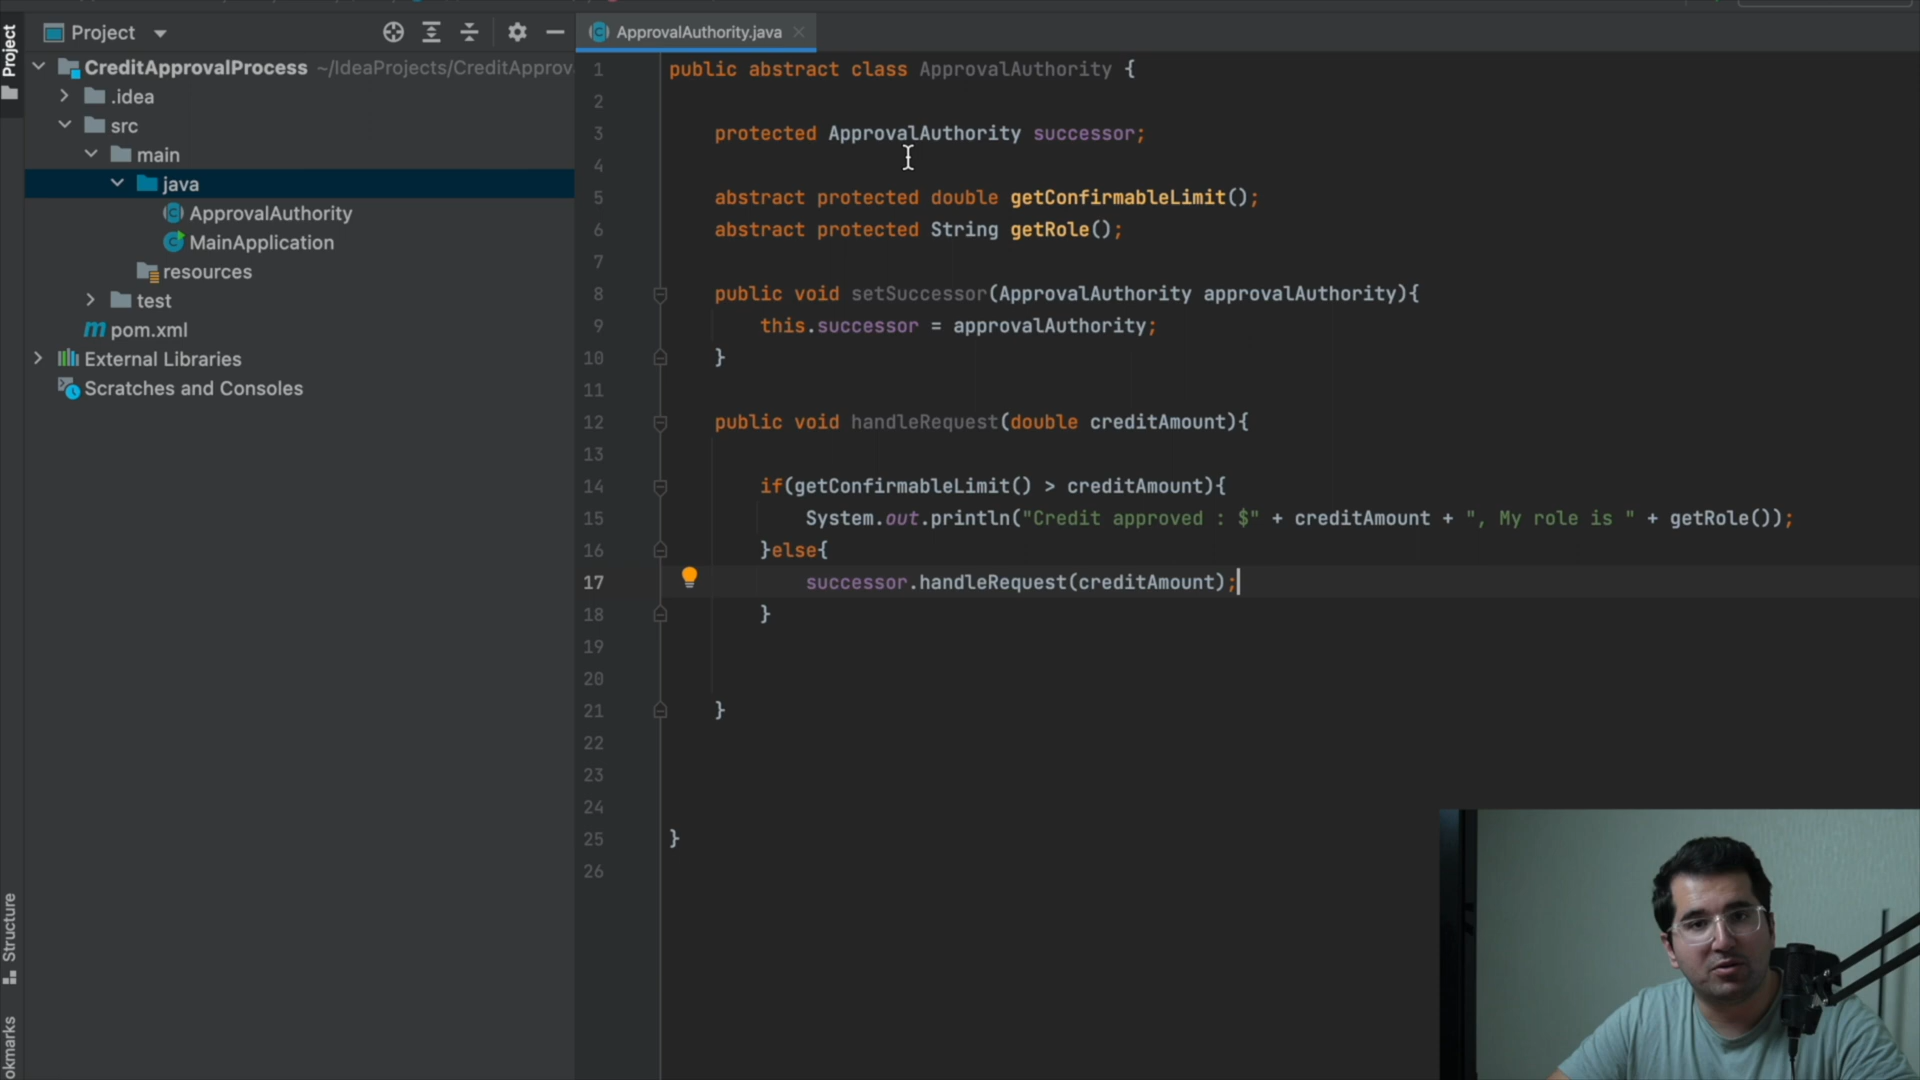 Project
Project
CreditApprovalProcess ~/IdeaProjects/CreditApprov
.idea
src
main
java
ApprovalAuthority
MainApplication
resources
test
pom.xml
External Libraries
Scratches and Consoles
Structure
ApprovalAuthority.java
1 public abstract class ApprovalAuthority {
2
3 protected ApprovalAuthority successor;
4
5 abstract protected double getConfirmableLimit();
6 abstract protected String getRole();
7
8 public void setSuccessor(ApprovalAuthority approvalAuthority){
9 this.successor = approvalAuthority;
10 }
11
12 public void handleRequest(double creditAmount){
13
14 if(getConfirmableLimit() > creditAmount){
15 System.out.println("Credit approved : $" + creditAmount + ", My role is " + getRole());
16 }else{
17 successor.handleRequest(creditAmount);
18 }
19
20
21 }
22
23
24
25 }
26